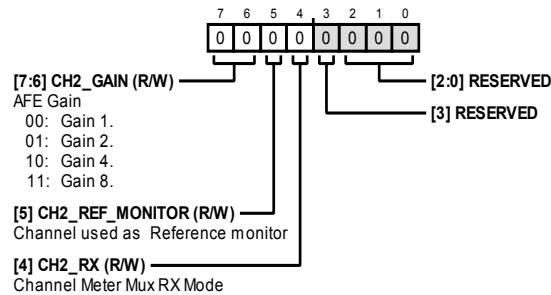 7 6 5 4 3 2 1 0
0 0 0 0 0 0 0 0
[7:6] CH2_GAIN (R/W)
AFE Gain
00: Gain 1.
01: Gain 2.
10: Gain 4.
11: Gain 8.
[5] CH2_REF_MONITOR (R/W)
Channel used as Reference monitor
[4] CH2_RX (R/W)
Channel Meter Mux RX Mode
[2:0] RESERVED
[3] RESERVED